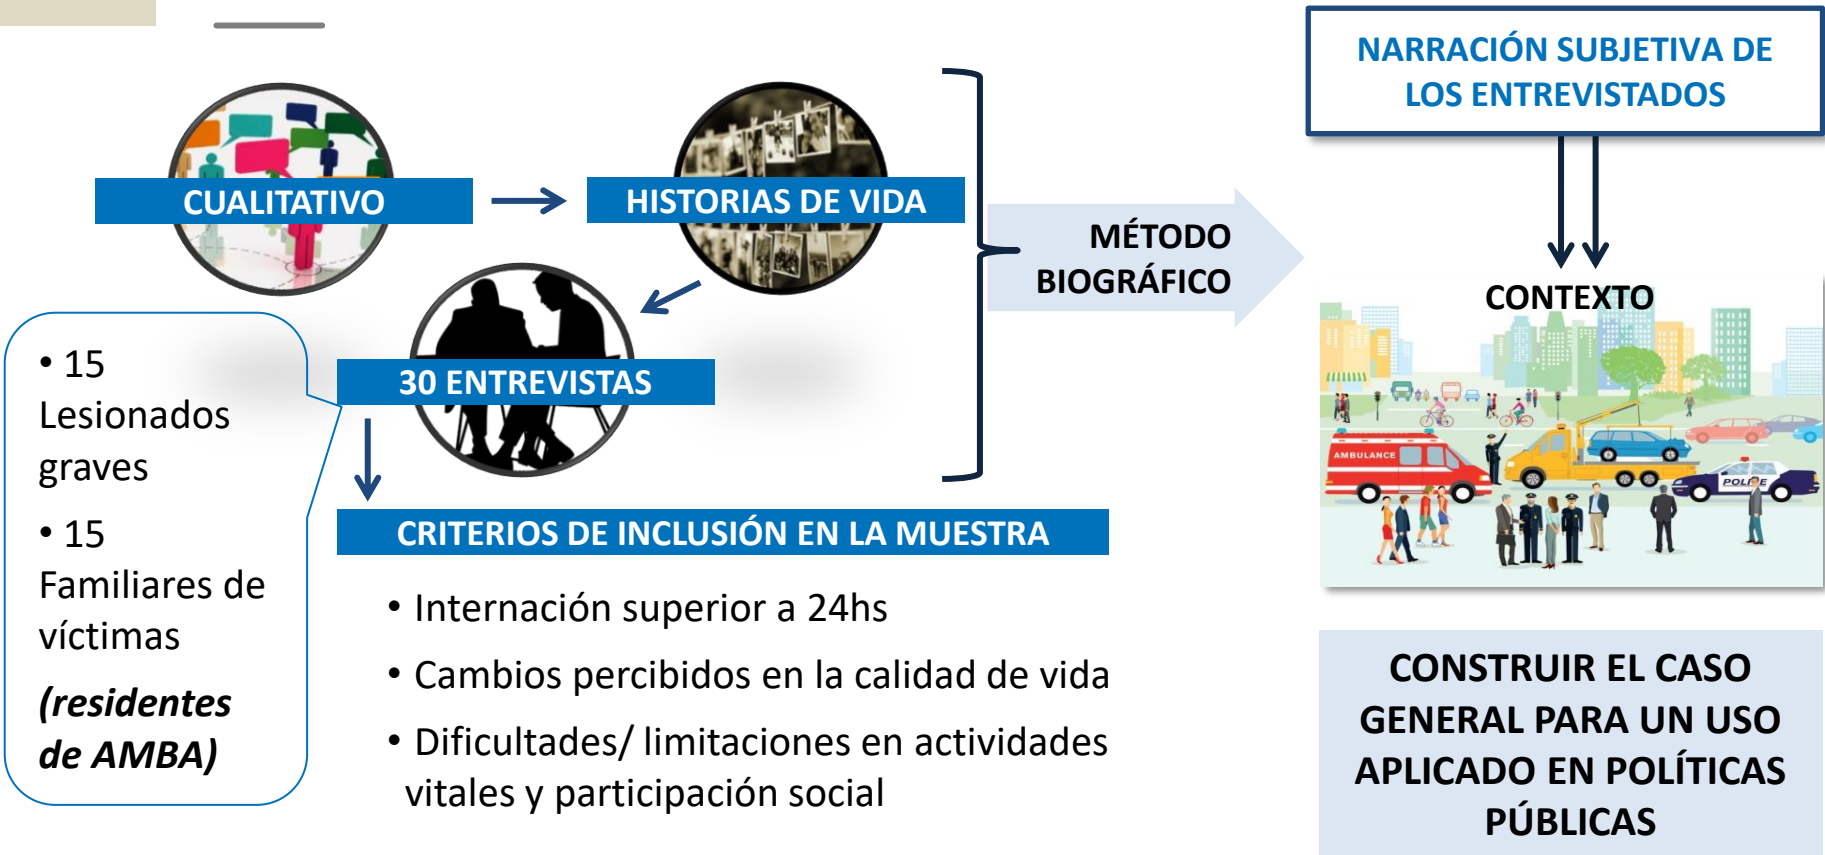 CUALITATIVO
HISTORIAS DE VIDA
30 ENTREVISTAS
• 15
Lesionados
graves
• 15
Familiares de
víctimas
(residentes
de AMBA)
CRITERIOS DE INCLUSIÓN EN LA MUESTRA
• Internación superior a 24hs
• Cambios percibidos en la calidad de vida
• Dificultades/ limitaciones en actividades
vitales y participación social
MÉTODO
BIOGRÁFICO
NARRACIÓN SUBJETIVA DE
LOS ENTREVISTADOS
CONTEXTO
AMBULANCE
POLICE
CONSTRUIR EL CASO
GENERAL PARA UN USO
APLICADO EN POLÍTICAS
PÚBLICAS